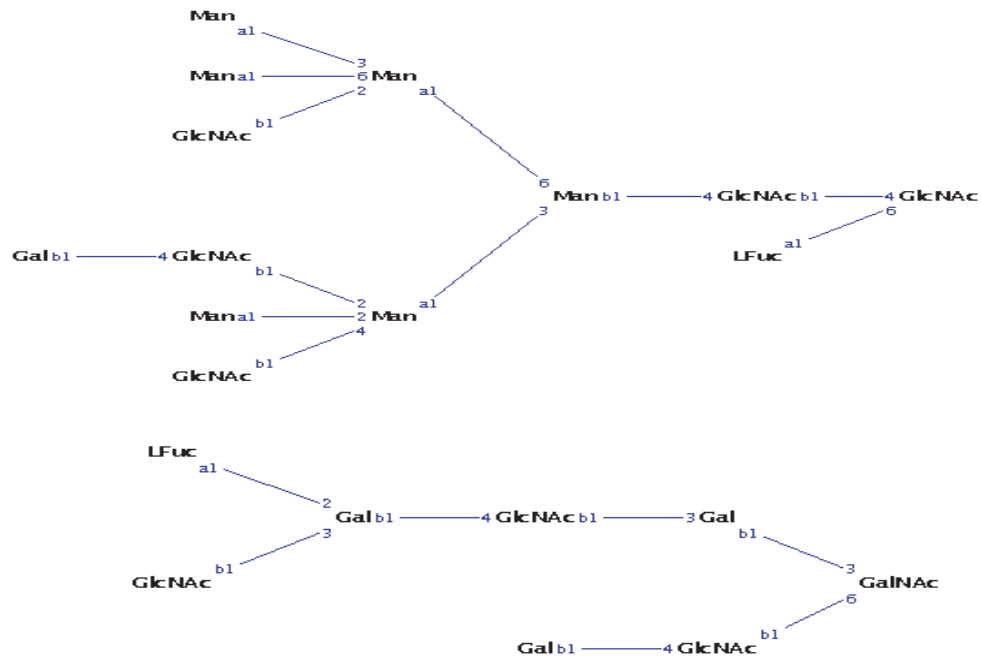 Man
a1
3
Man a1 6 Man
2 a1
b1
GlcNAc
6
Man b1 4 GlcNAc b1 4 GlcNAc
3 6
a1
Gal b1 4 GlcNAc LFuc
b1
2 a1
Man a1 2 Man
4
b1
GlcNAc
LFuc
a1
2
Gal b1 4 GlcNAc b1 3 Gal
3 b1
b1 3
GlcNAc GalNAc
6
b1
Gal b1 4 GlcNAc